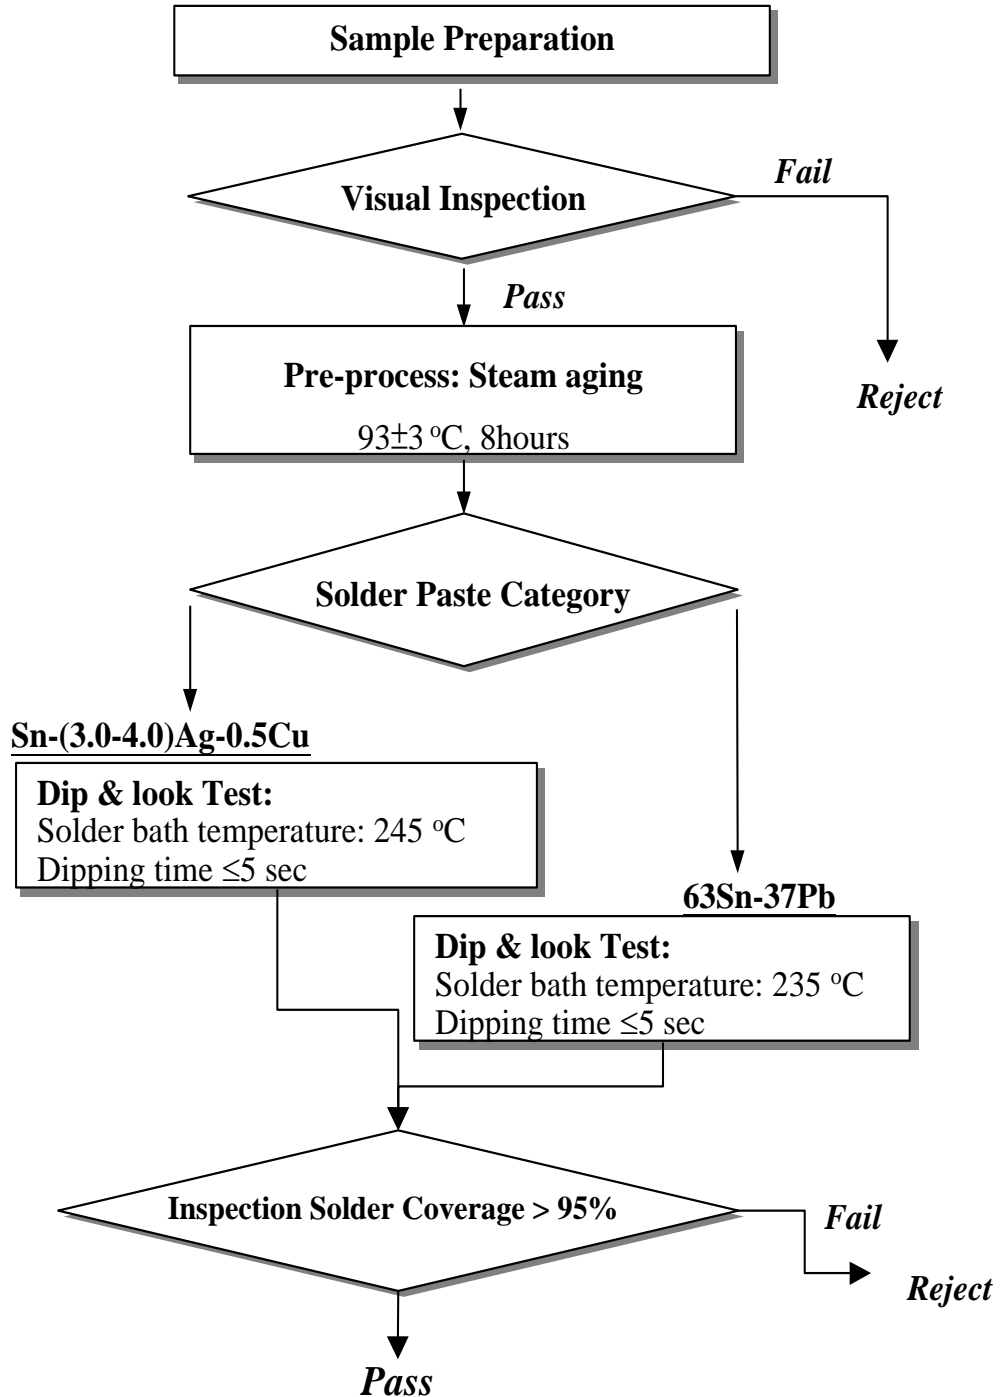 Sample Preparation
Visual Inspection
Fail
Pass
Reject
Pre-process: Steam aging
93±3 °C, 8hours
Solder Paste Category
Sn-(3.0-4.0)Ag-0.5Cu
Dip & look Test:
Solder bath temperature: 245 °C
Dipping time ≤5 sec
63Sn-37Pb
Dip & look Test:
Solder bath temperature: 235 °C
Dipping time ≤5 sec
Inspection Solder Coverage > 95%
Fail
Reject
Pass